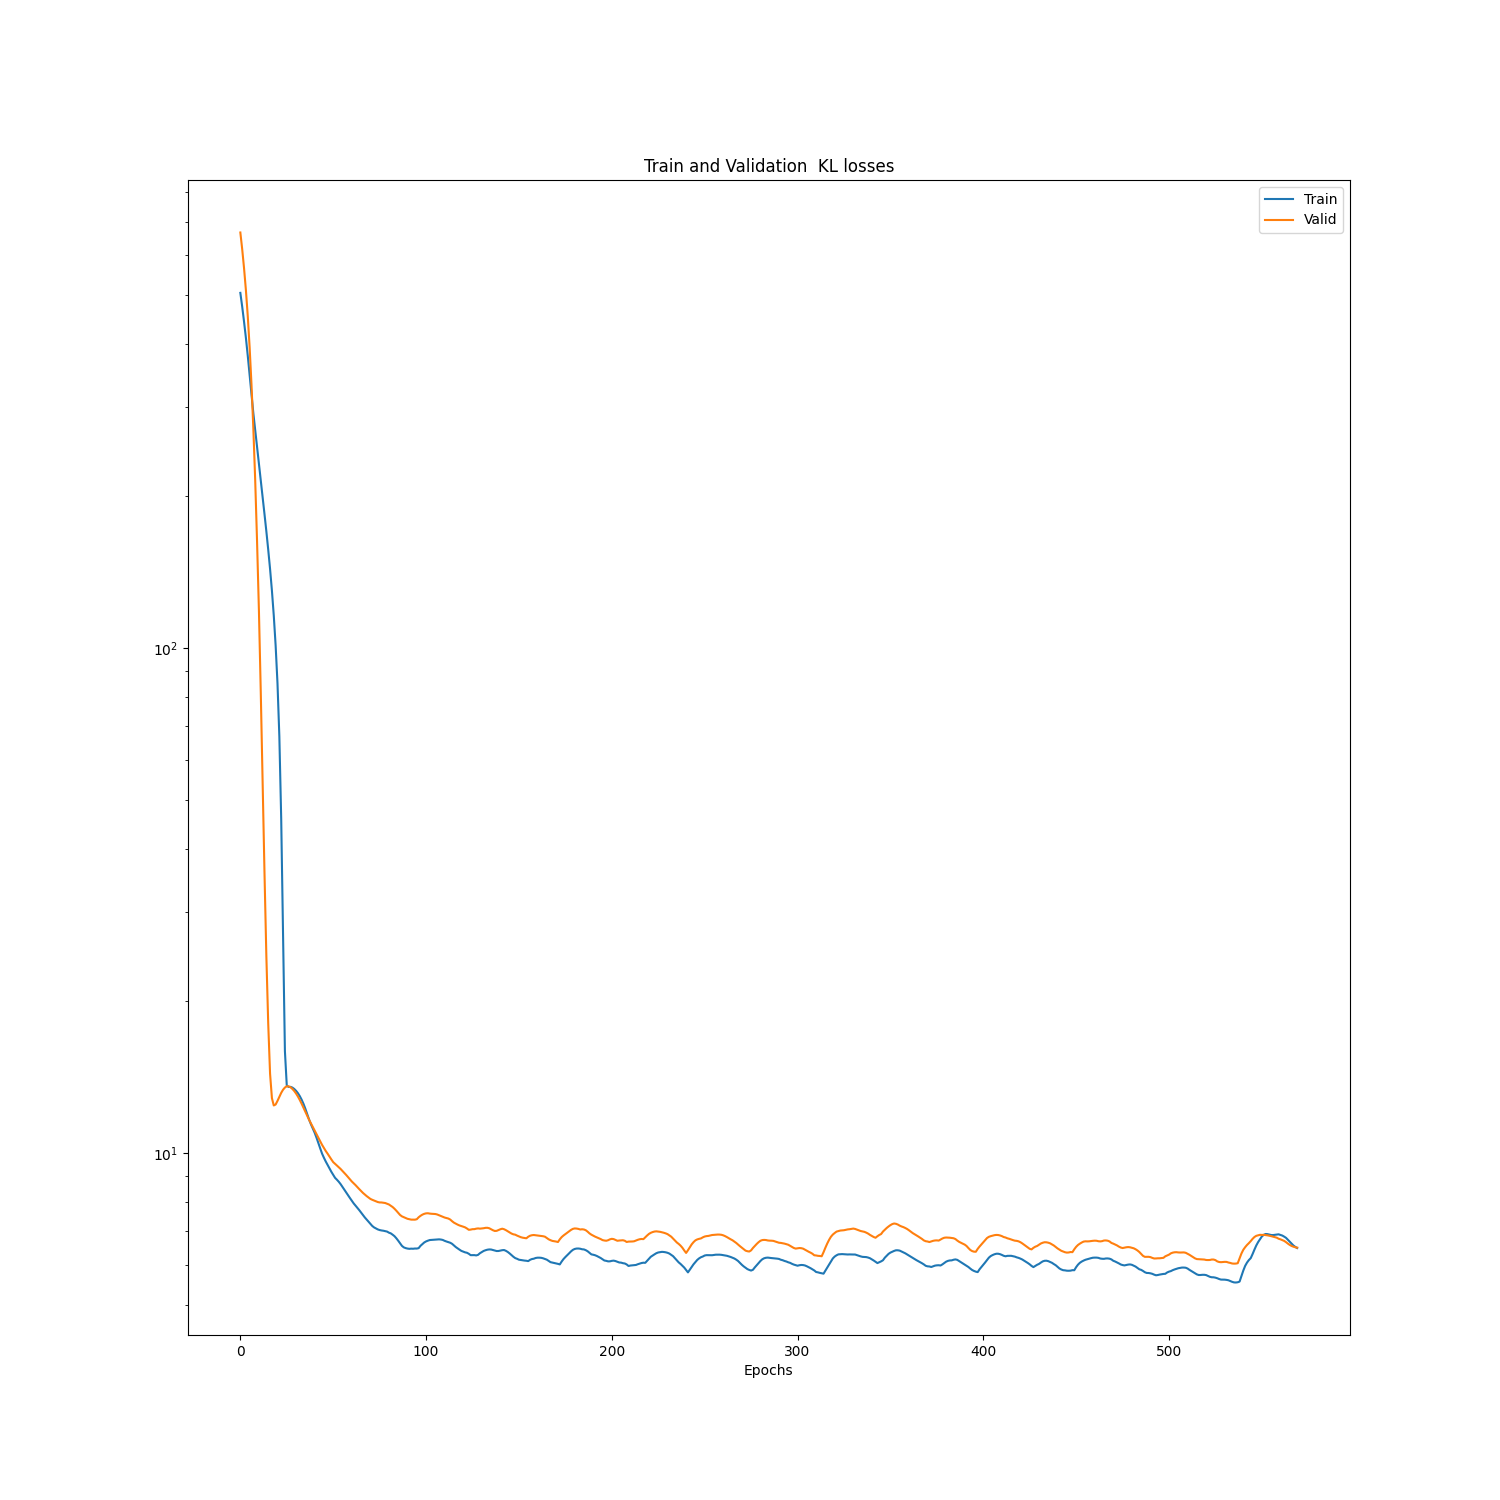 Train and Validation  KL losses
Train
Valid
10²
10¹
0 100 200 300 400 500
Epochs